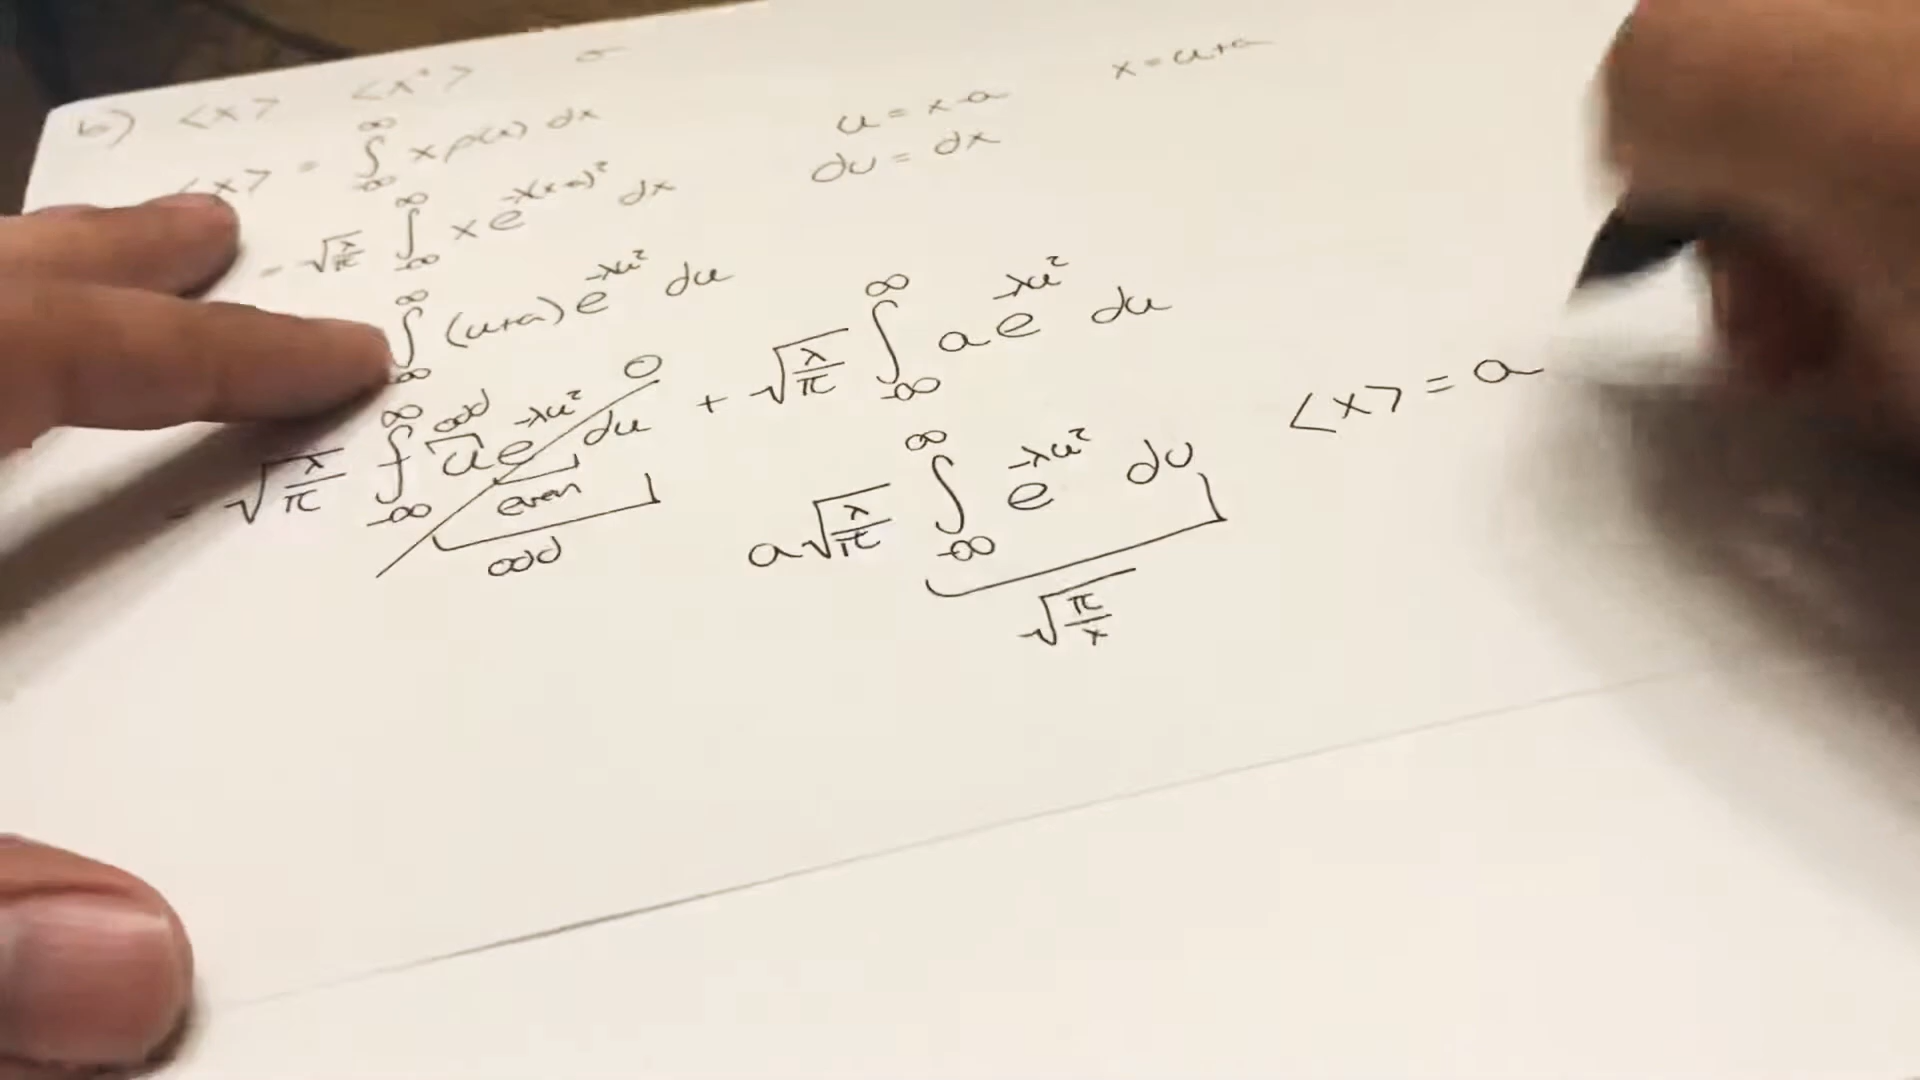 b) <x> <x²> σ
<x> = ∫_{-∞}^{∞} x ρ(x) dx u = x-a x = u+a
du = dx
= √(λ/π) ∫_{-∞}^{∞} x e^{-λ(x-a)²} dx
∫_{-∞}^{∞} (u+a) e^{-λu²} du
= √(λ/π) ∫_{-∞}^{∞} u e^{-λu²} du + √(λ/π) ∫_{-∞}^{∞} a e^{-λu²} du
odd 0
even
odd
a√(λ/π) ∫_{-∞}^{∞} e^{-λu²} du
√(π/λ)
<x> = a